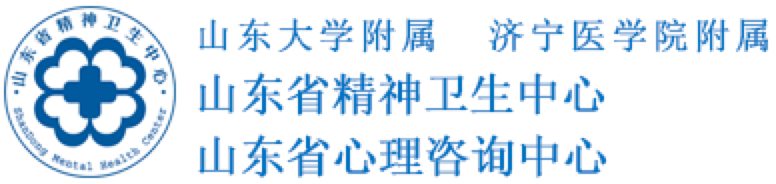 山东省精神卫生中心
ShanDong Mental Health Center
山东大学附属 济宁医学院附属
山东省精神卫生中心
山东省心理咨询中心